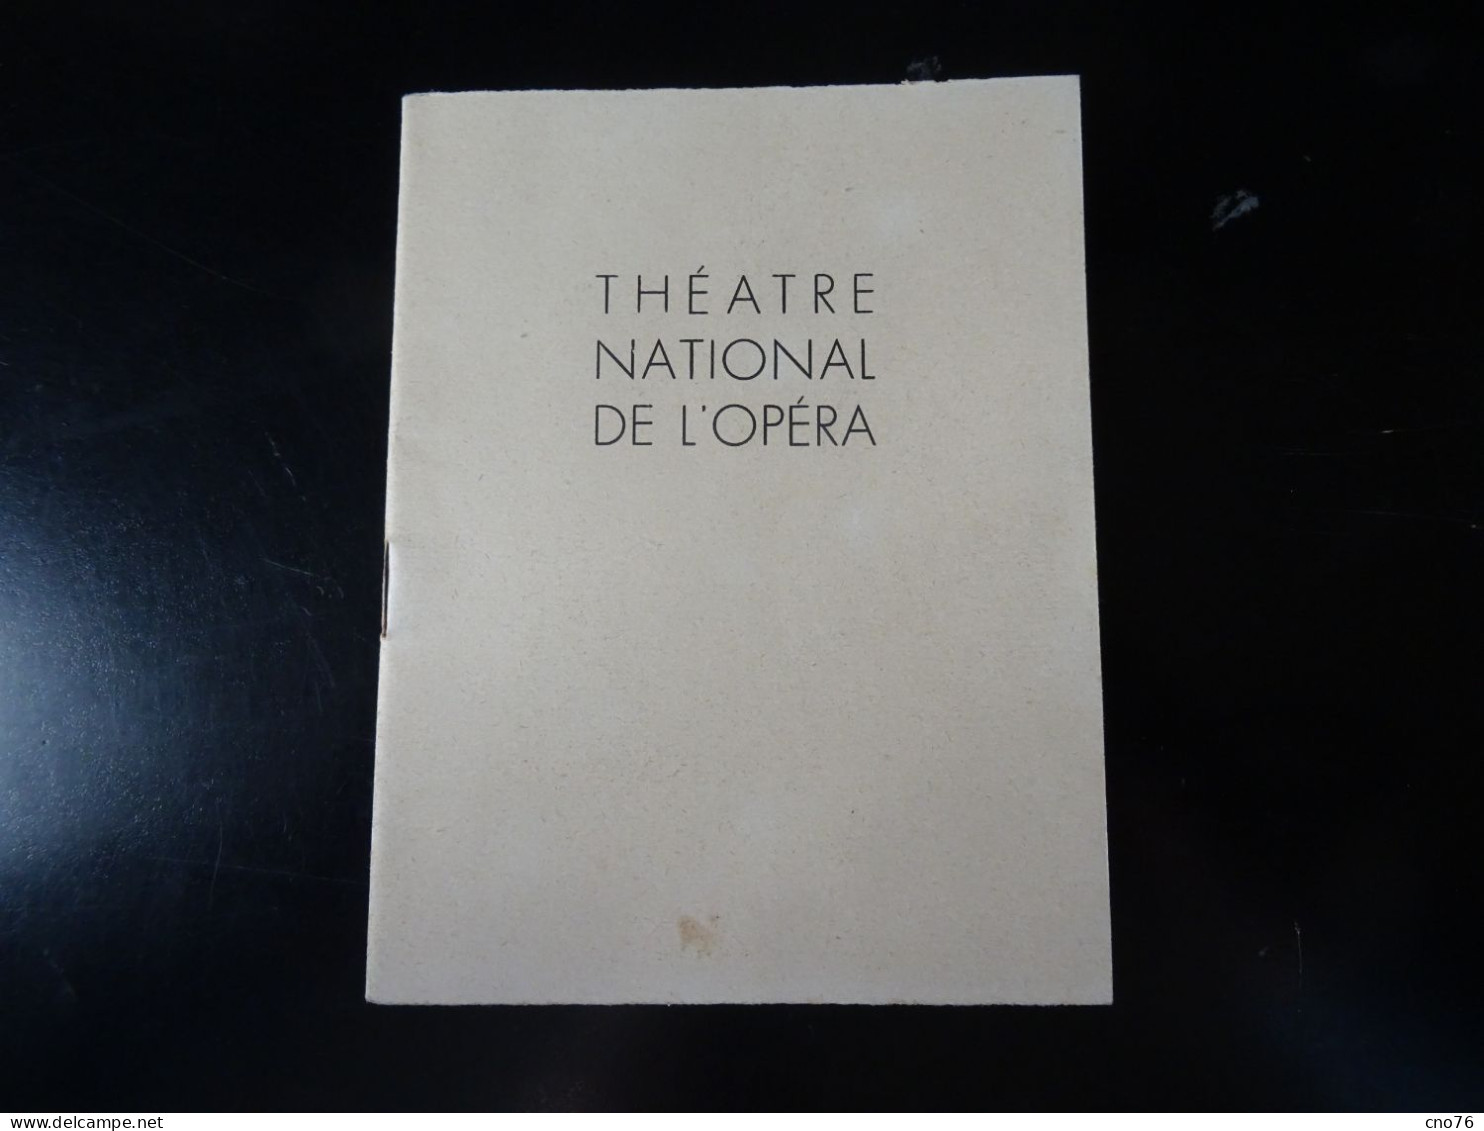 THÉATRE
NATIONAL
DE L'OPÉRA
www.delcampe.net
cno76